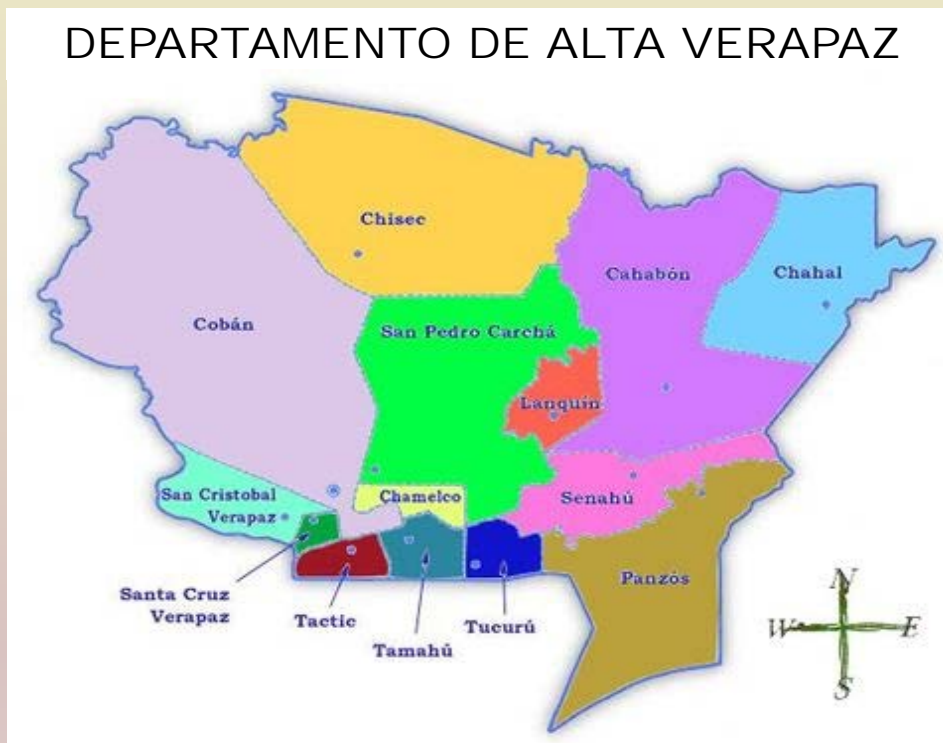 DEPARTAMENTO DE ALTA VERAPAZ
Chisec
Cahabón
Chahal
Cobán
San Pedro Carchá
Lanquín
San Cristobal
Verapaz
Chamelco
Senahú
Panzós
Santa Cruz
Verapaz
Tactic
Tamahú
Tucurú
N
W
E
S